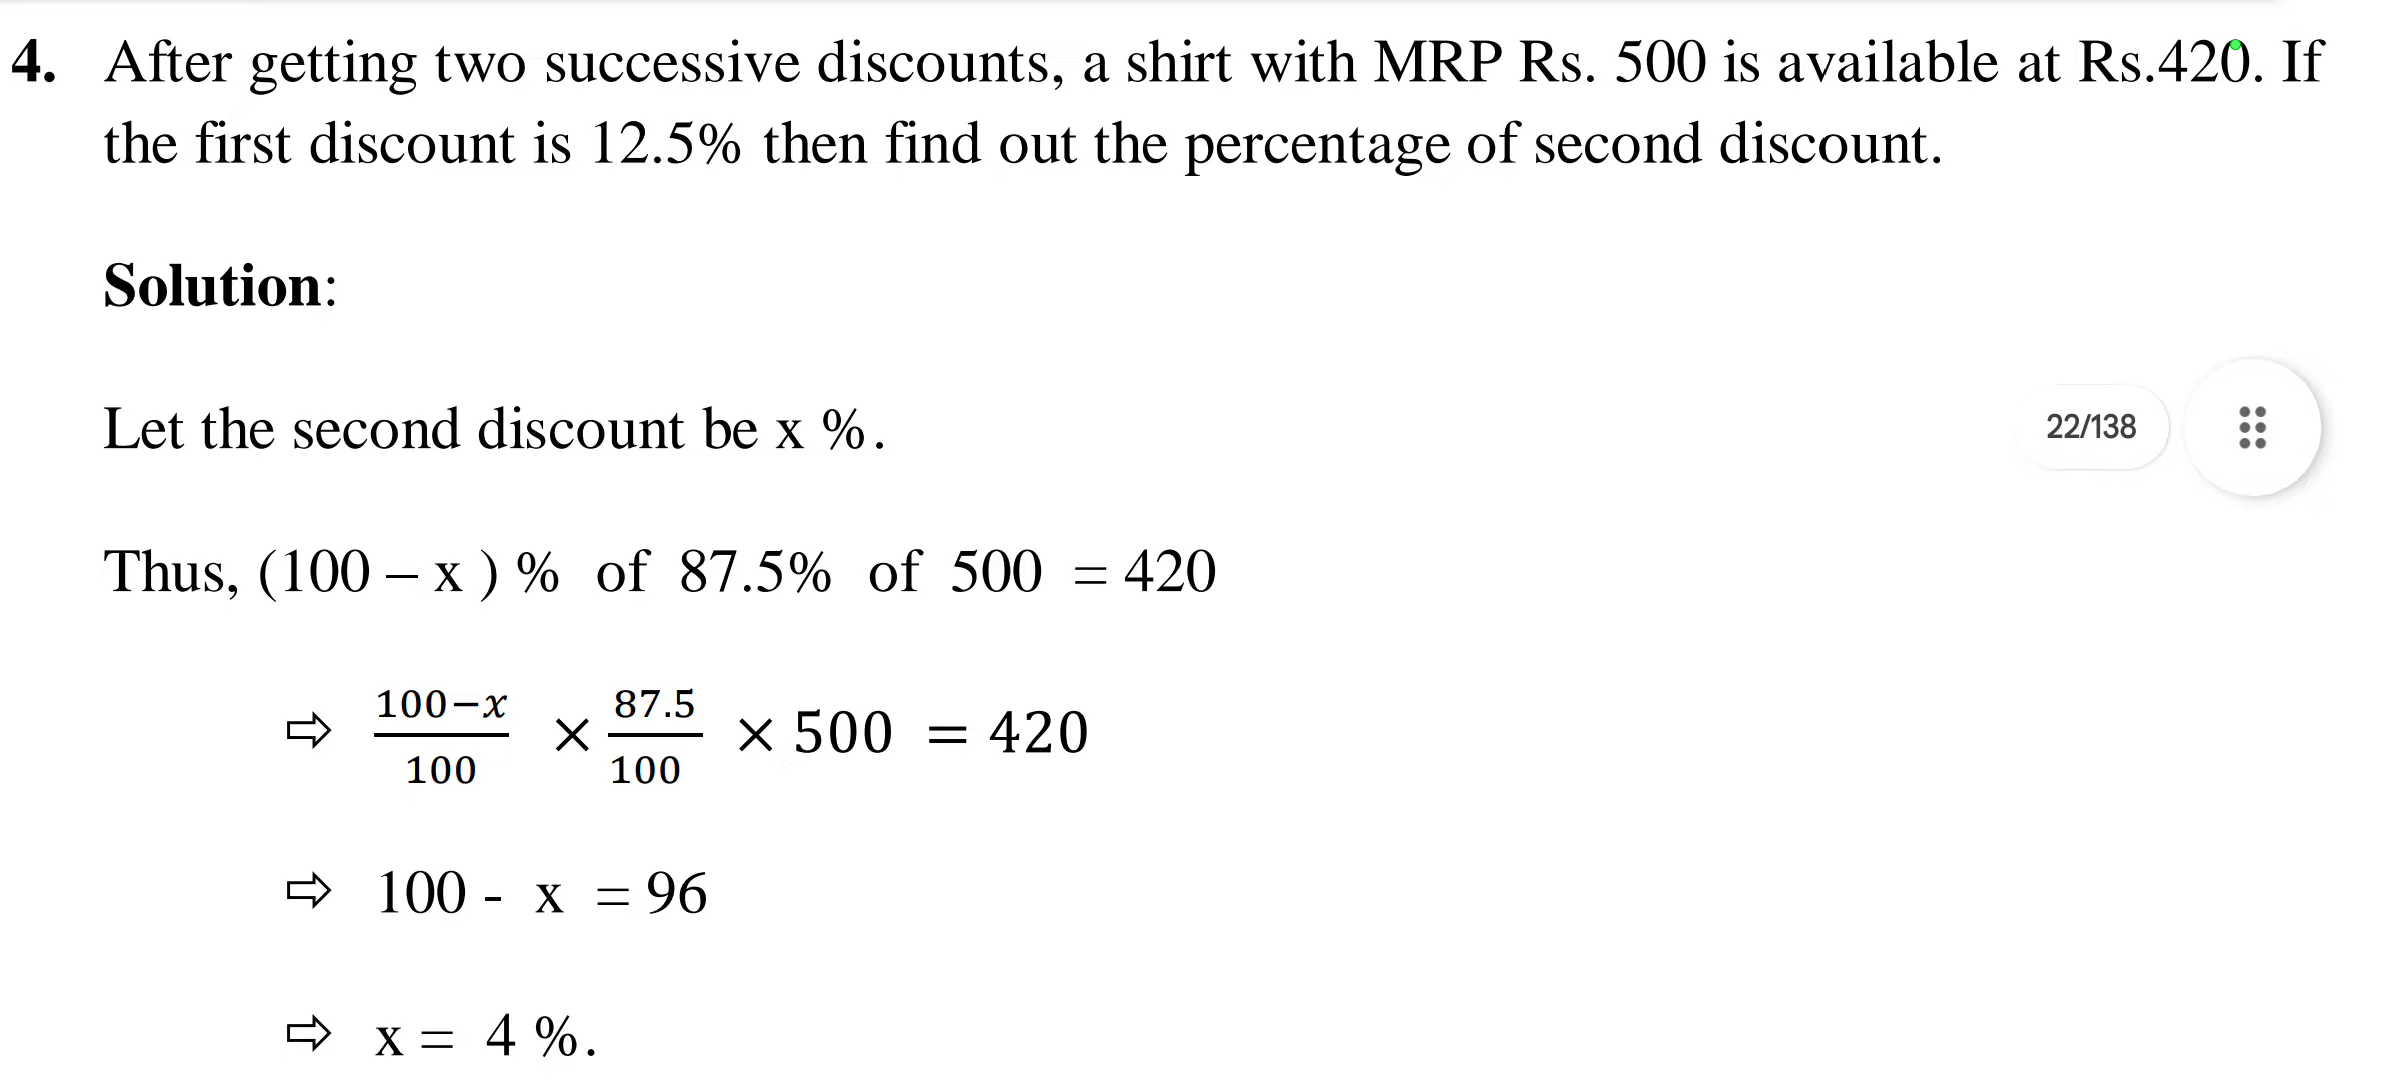 4. After getting two successive discounts, a shirt with MRP Rs. 500 is available at Rs.420. If
the first discount is 12.5% then find out the percentage of second discount.
Solution:
Let the second discount be x %.
22/138
Thus, (100 – x ) % of 87.5% of 500 = 420
⇨ 100−x/100 × 87.5/100 × 500 = 420
⇨ 100 - x = 96
⇨ x = 4 %.